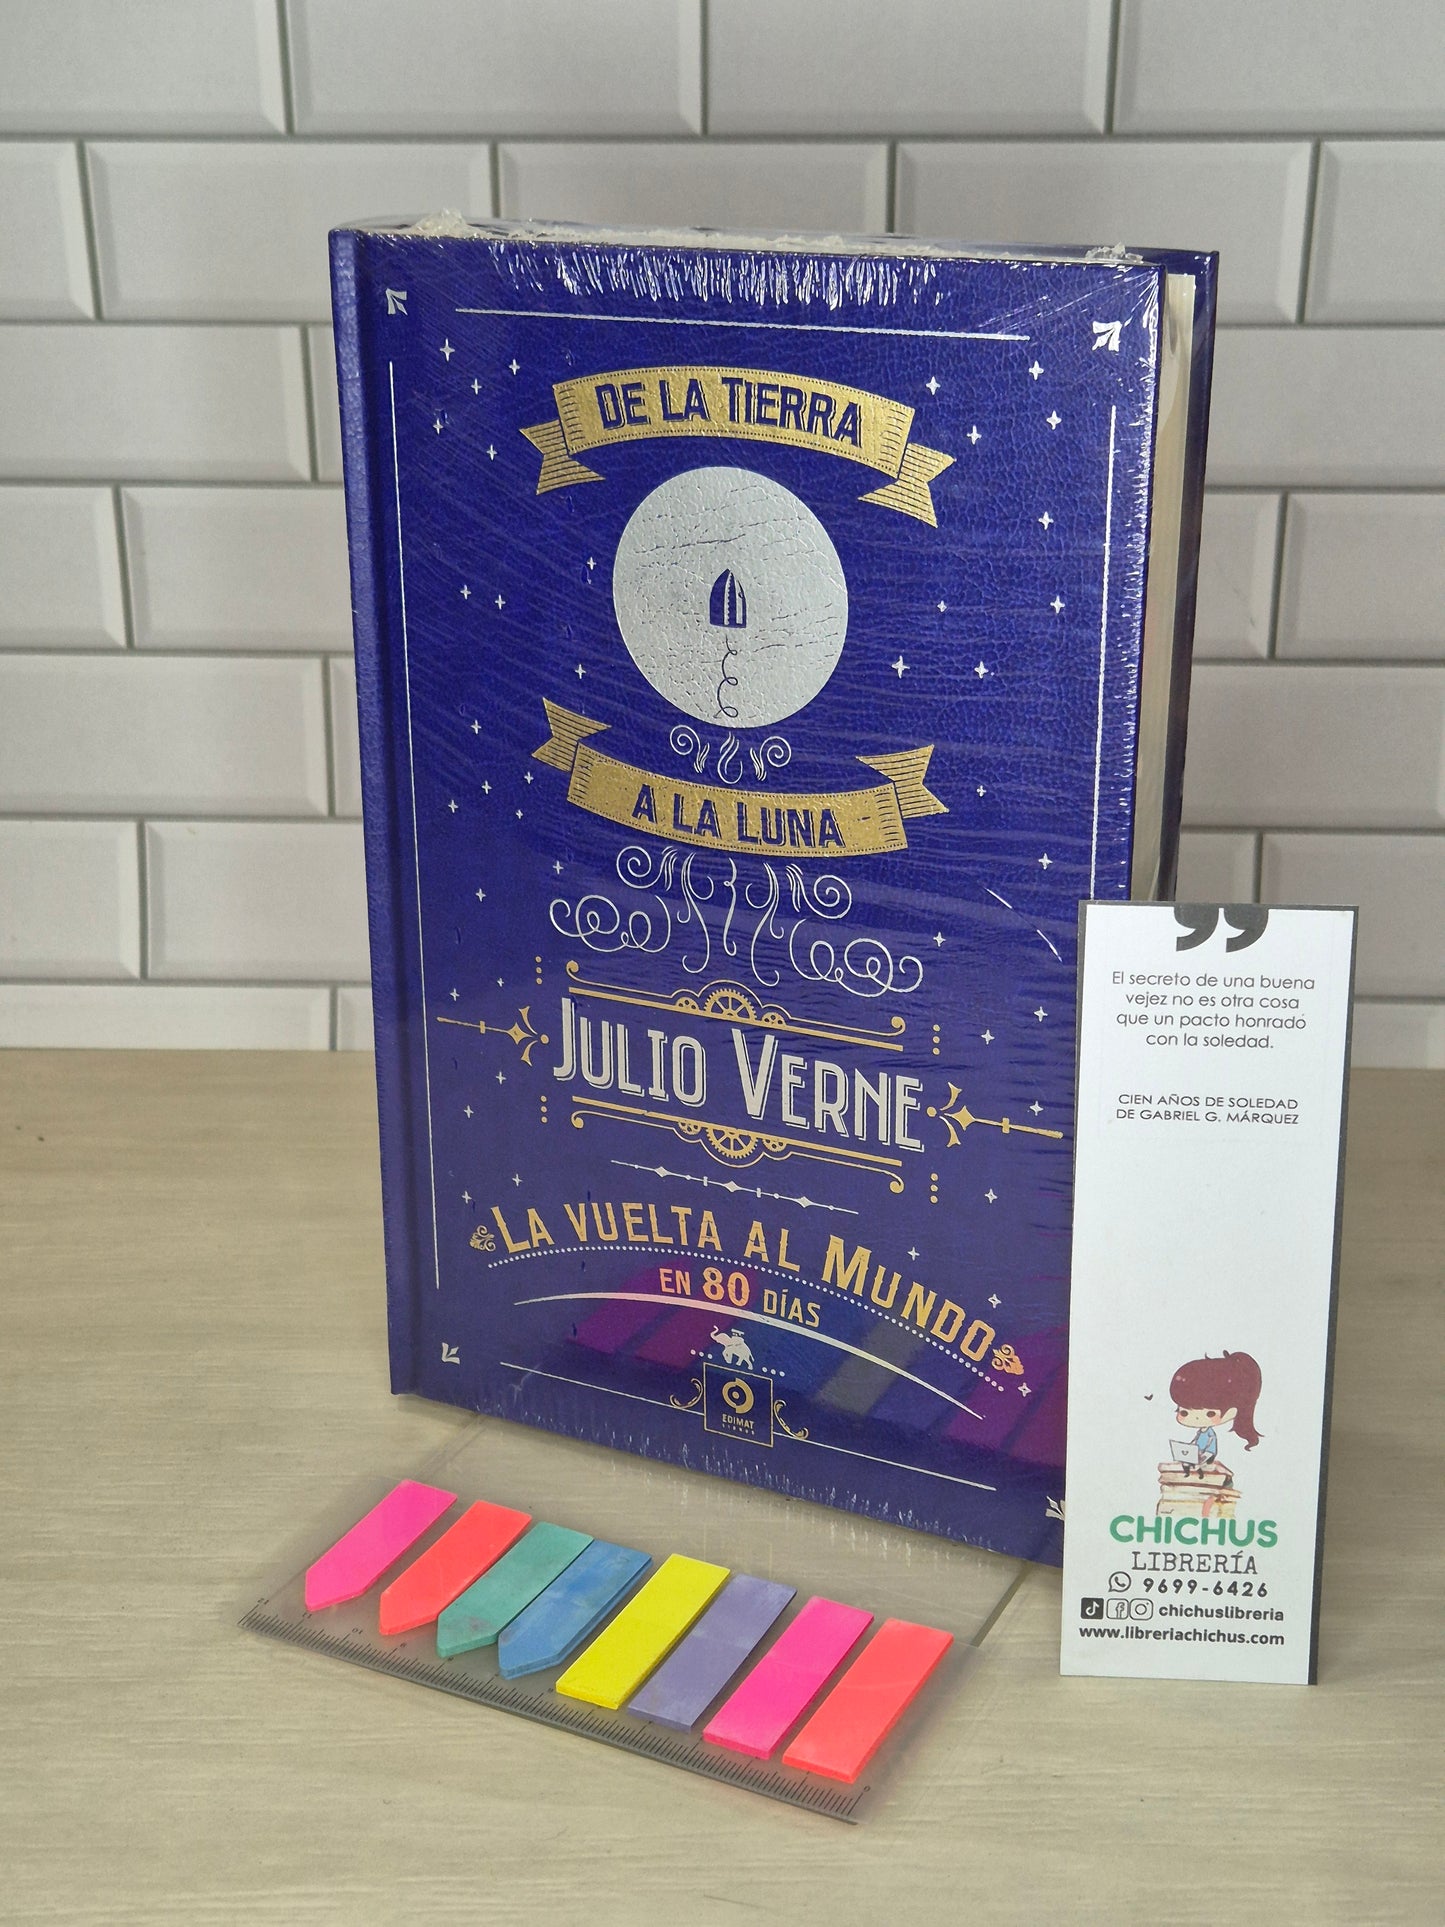 DE LA TIERRA
A LA LUNA
JULIO VERNE
LA VUELTA AL MUNDO
EN 80 DÍAS
EDIMAT
LIBROS
”
El secreto de una buena
vejez no es otra cosa
que un pacto honrado
con la soledad.
CIEN AÑOS DE SOLEDAD
DE GABRIEL G. MÁRQUEZ
CHICHUS
LIBRERÍA
9699-6426
chichuslibreria
www.libreriachichus.com